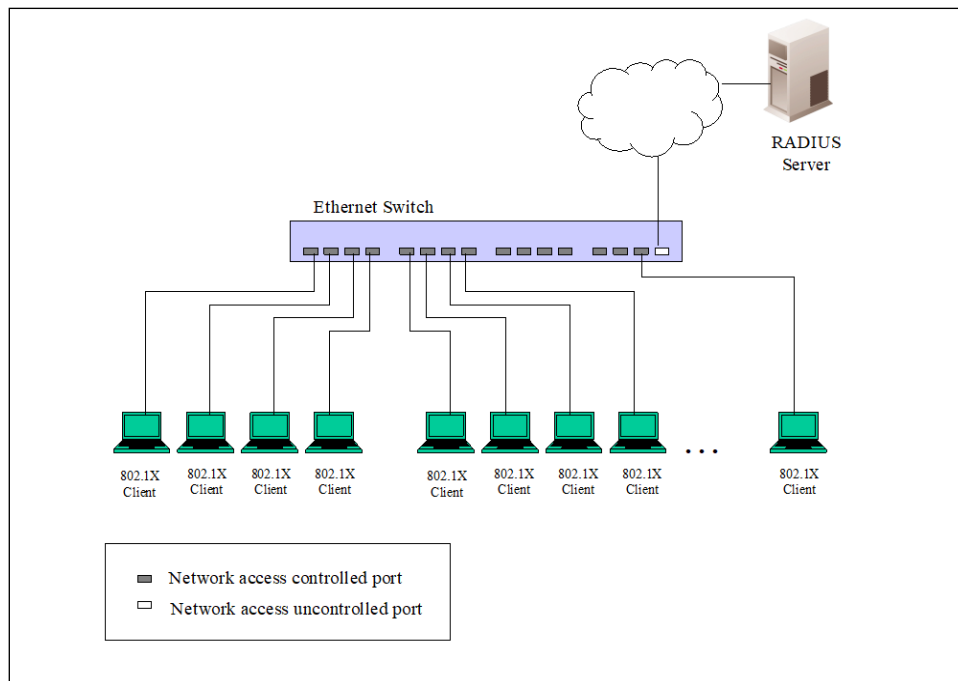 RADIUS
Server
Ethernet Switch
802.1X
Client
802.1X
Client
802.1X
Client
802.1X
Client
802.1X
Client
802.1X
Client
802.1X
Client
802.1X
Client
...
802.1X
Client
Network access controlled port
Network access uncontrolled port